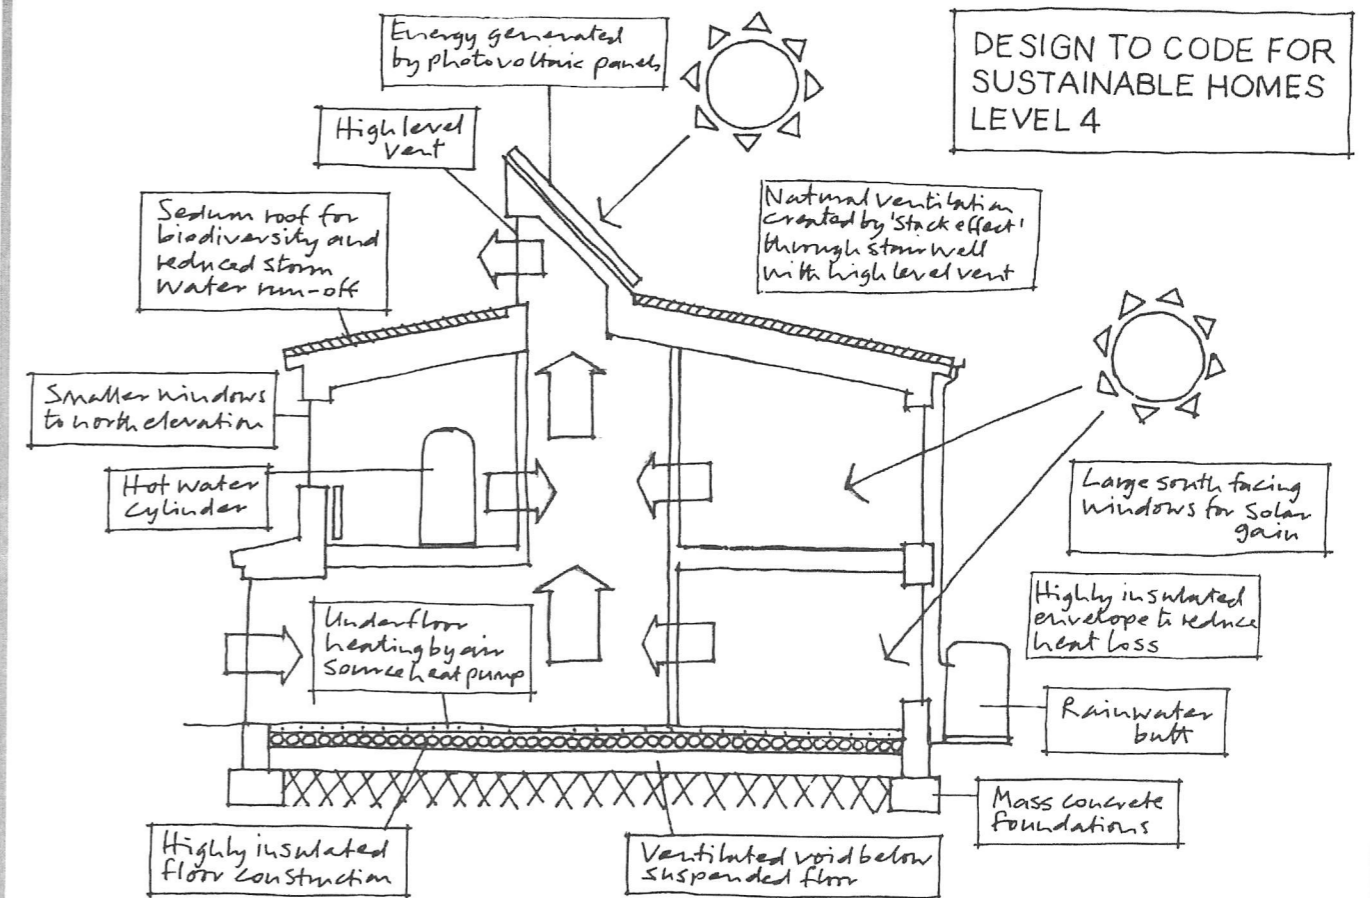 Energy generated
by photovoltaic panels
DESIGN TO CODE FOR
SUSTAINABLE HOMES
LEVEL 4
High level
vent
Natural ventilation
created by 'stack effect'
through stairwell
with high level vent
Sedum roof for
biodiversity and
reduced storm
water run-off
Smaller windows
to north elevation
Hot water
cylinder
Large south facing
windows for solar
gain
Highly insulated
envelope to reduce
heat loss
Underfloor
heating by air
source heat pump
Rainwater
butt
Mass concrete
foundations
Highly insulated
floor construction
Ventilated void below
suspended floor